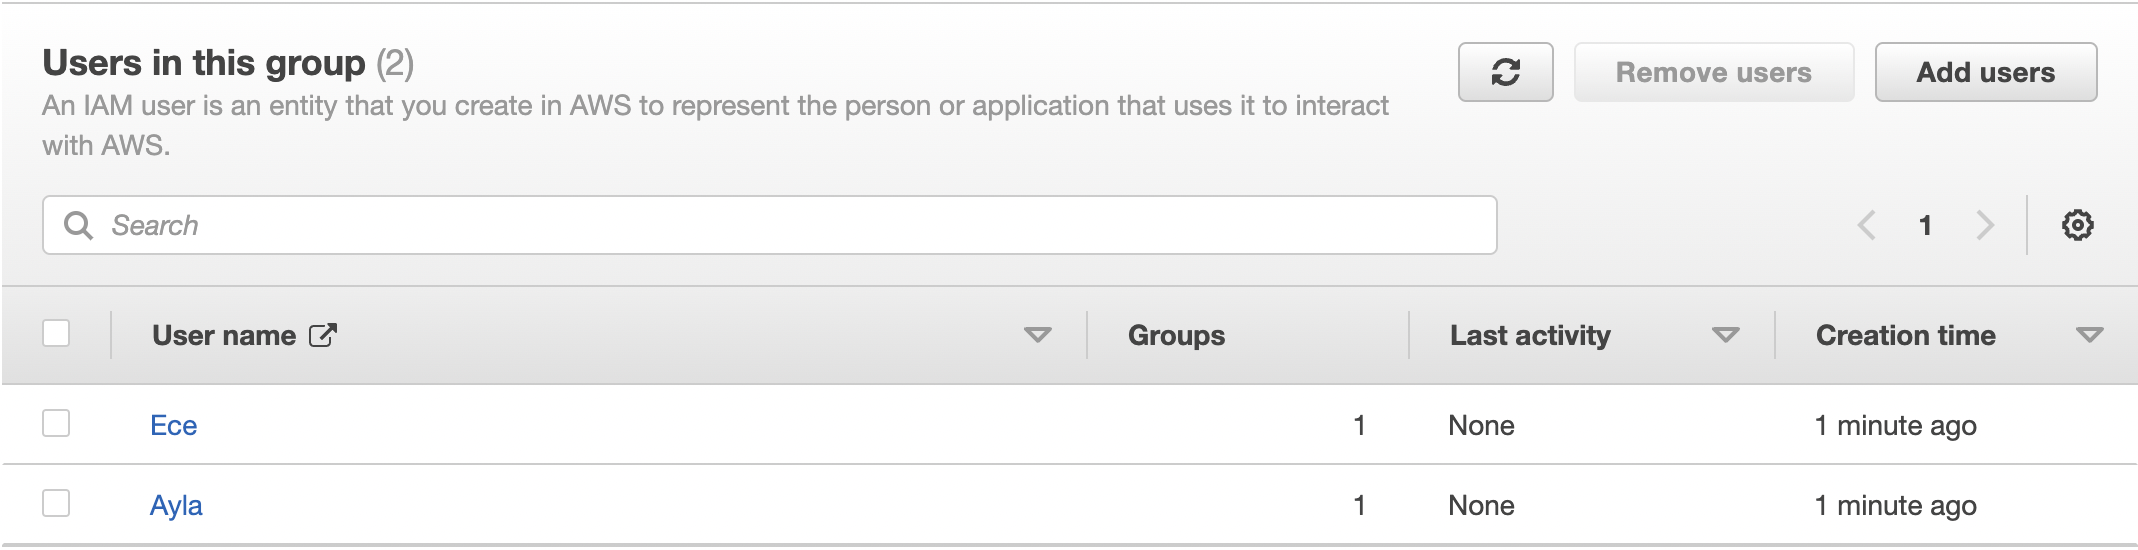 Users in this group (2)
An IAM user is an entity that you create in AWS to represent the person or application that uses it to interact
with AWS.
Remove users
Add users
Search
1
User name Groups Last activity Creation time
Ece 1 None 1 minute ago
Ayla 1 None 1 minute ago